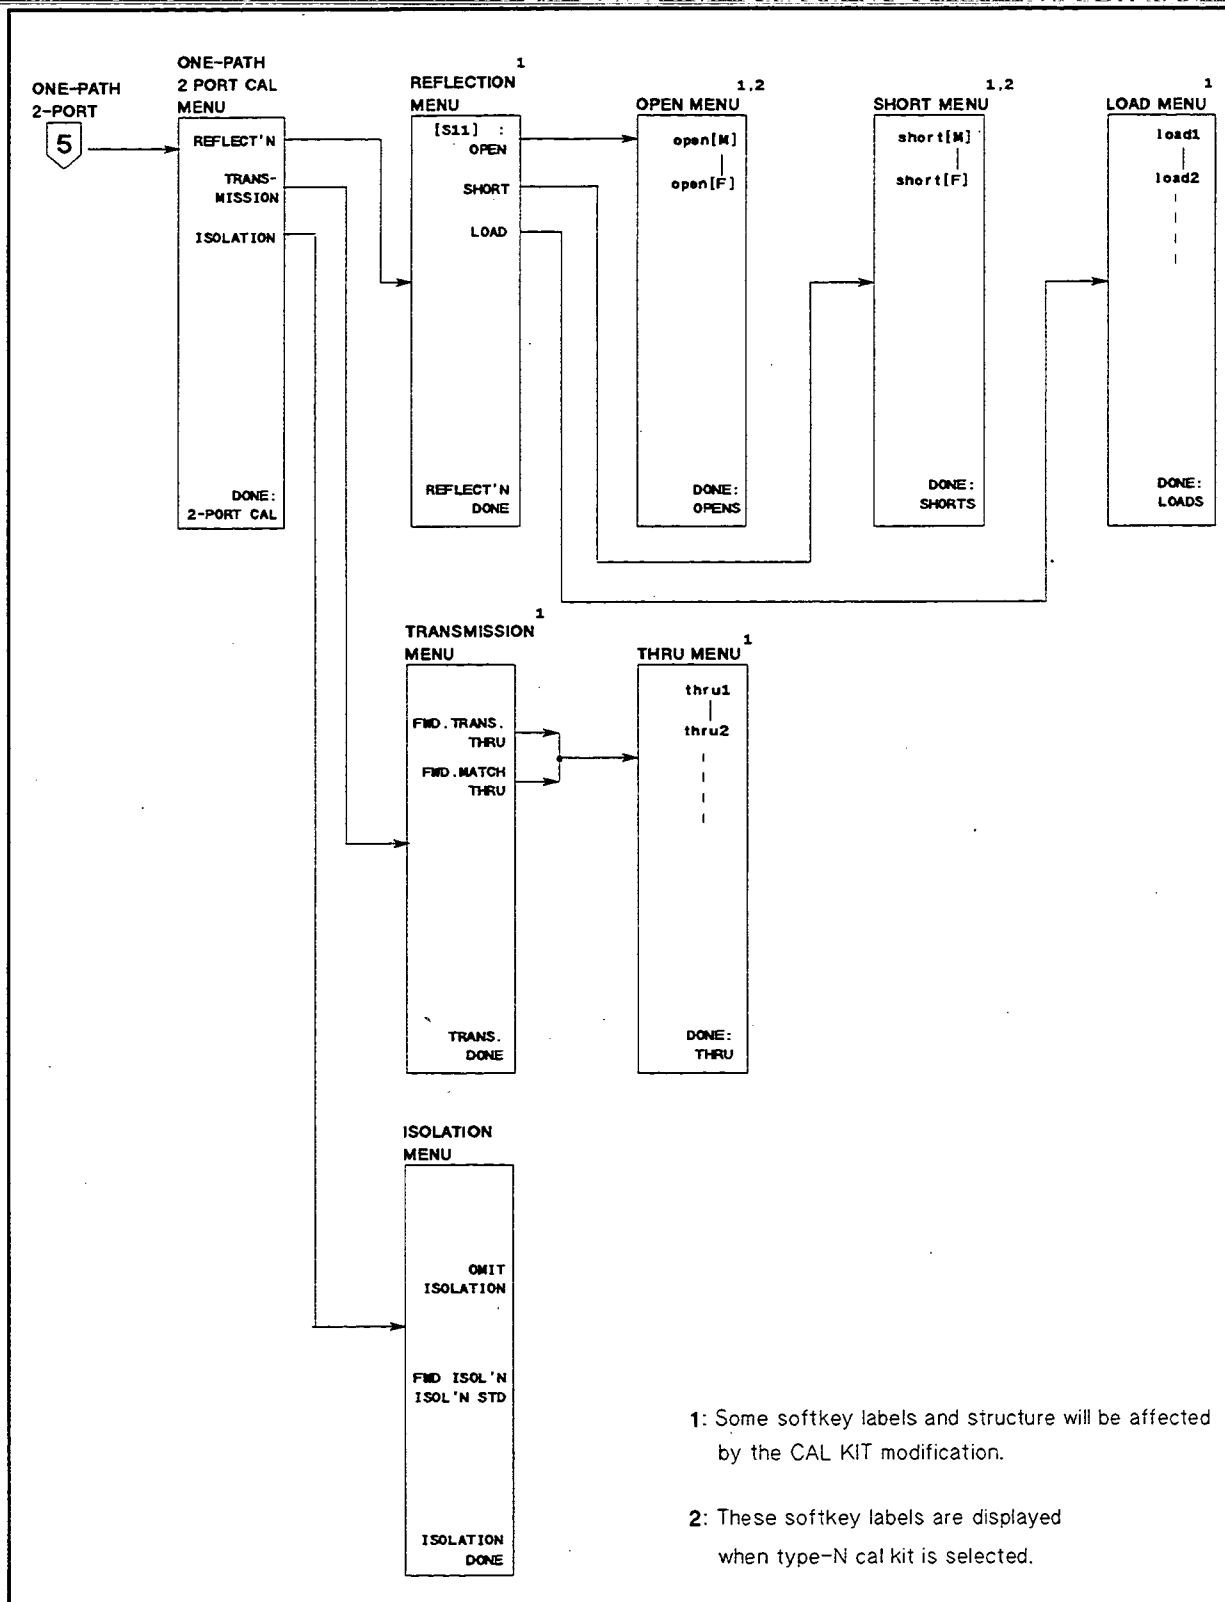 ONE-PATH
2-PORT
5
ONE-PATH
2 PORT CAL
MENU
REFLECT'N
TRANS-
MISSION
ISOLATION
DONE:
2-PORT CAL
REFLECTION 1
MENU
[S11] :
OPEN
SHORT
LOAD
REFLECT'N
DONE
1,2
OPEN MENU
open[M]
open[F]
DONE:
OPENS
1,2
SHORT MENU
short[M]
short[F]
DONE:
SHORTS
1
LOAD MENU
load1
load2
DONE:
LOADS
TRANSMISSION 1
MENU
FWD.TRANS.
THRU
FWD.MATCH
THRU
TRANS.
DONE
THRU MENU 1
thru1
thru2
DONE:
THRU
ISOLATION
MENU
OMIT
ISOLATION
FWD ISOL'N
ISOL'N STD
ISOLATION
DONE
1: Some softkey labels and structure will be affected
by the CAL KIT modification.
2: These softkey labels are displayed
when type-N cal kit is selected.